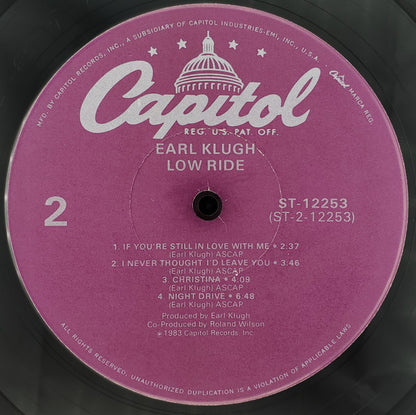 MFG. BY CAPITOL RECORDS, INC., A SUBSIDIARY OF CAPITOL INDUSTRIES-EMI, INC., U.S.A.
Capitol MARCA REG.
Capitol
REG. U.S. PAT. OFF.
EARL KLUGH
LOW RIDE
2
ST-12253
(ST-2-12253)
1. IF YOU'RE STILL IN LOVE WITH ME • 2:37
(Earl Klugh) ASCAP
2. I NEVER THOUGHT I'D LEAVE YOU • 3:46
(Earl Klugh) ASCAP
3. CHRISTINA • 4:09
(Earl Klugh) ASCAP
4. NIGHT DRIVE • 6:48
(Earl Klugh) ASCAP
Produced by Earl Klugh
Co-Produced by Roland Wilson
℗1983 Capitol Records, Inc.
ALL RIGHTS RESERVED. UNAUTHORIZED DUPLICATION IS A VIOLATION OF APPLICABLE LAWS